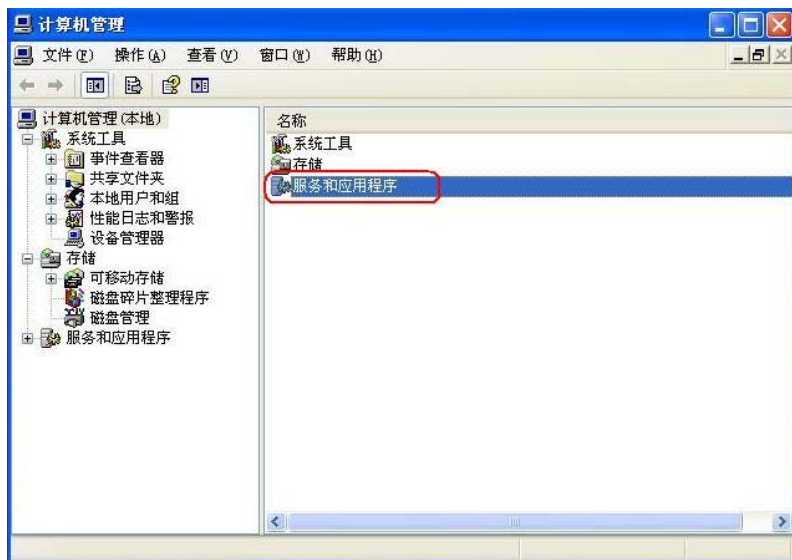 计算机管理
文件(F) 操作(A) 查看(V) 窗口(W) 帮助(H)
计算机管理(本地)
系统工具
事件查看器
共享文件夹
本地用户和组
性能日志和警报
设备管理器
存储
可移动存储
磁盘碎片整理程序
磁盘管理
服务和应用程序
名称
系统工具
存储
服务和应用程序